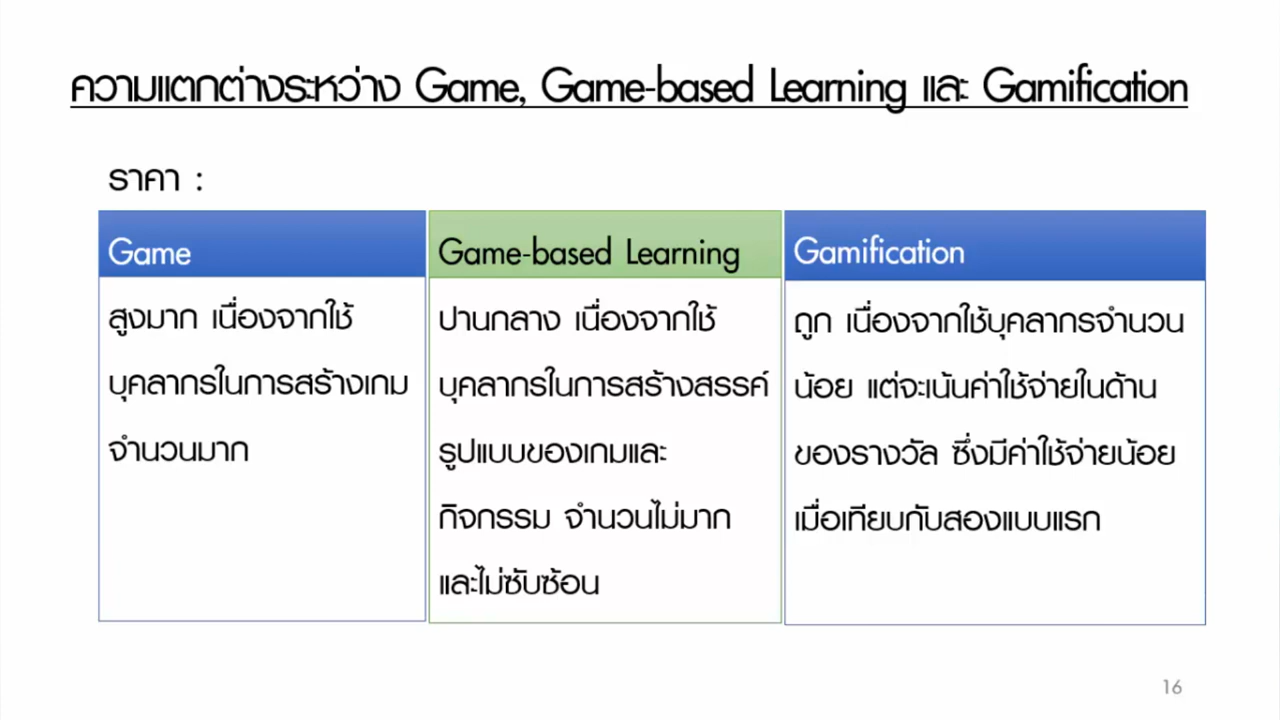 ความแตกต่างระหว่าง Game, Game-based Learning และ Gamification
ราคา :
Game
สูงมาก เนื่องจากใช้
บุคลากรในการสร้างเกม
จำนวนมาก
Game-based Learning
ปานกลาง เนื่องจากใช้
บุคลากรในการสร้างสรรค์
รูปแบบของเกมและ
กิจกรรม จำนวนไม่มาก
และไม่ซับซ้อน
Gamification
ถูก เนื่องจากใช้บุคลากรจำนวน
น้อย แต่จะเน้นค่าใช้จ่ายในด้าน
ของรางวัล ซึ่งมีค่าใช้จ่ายน้อย
เมื่อเทียบกับสองแบบแรก
16